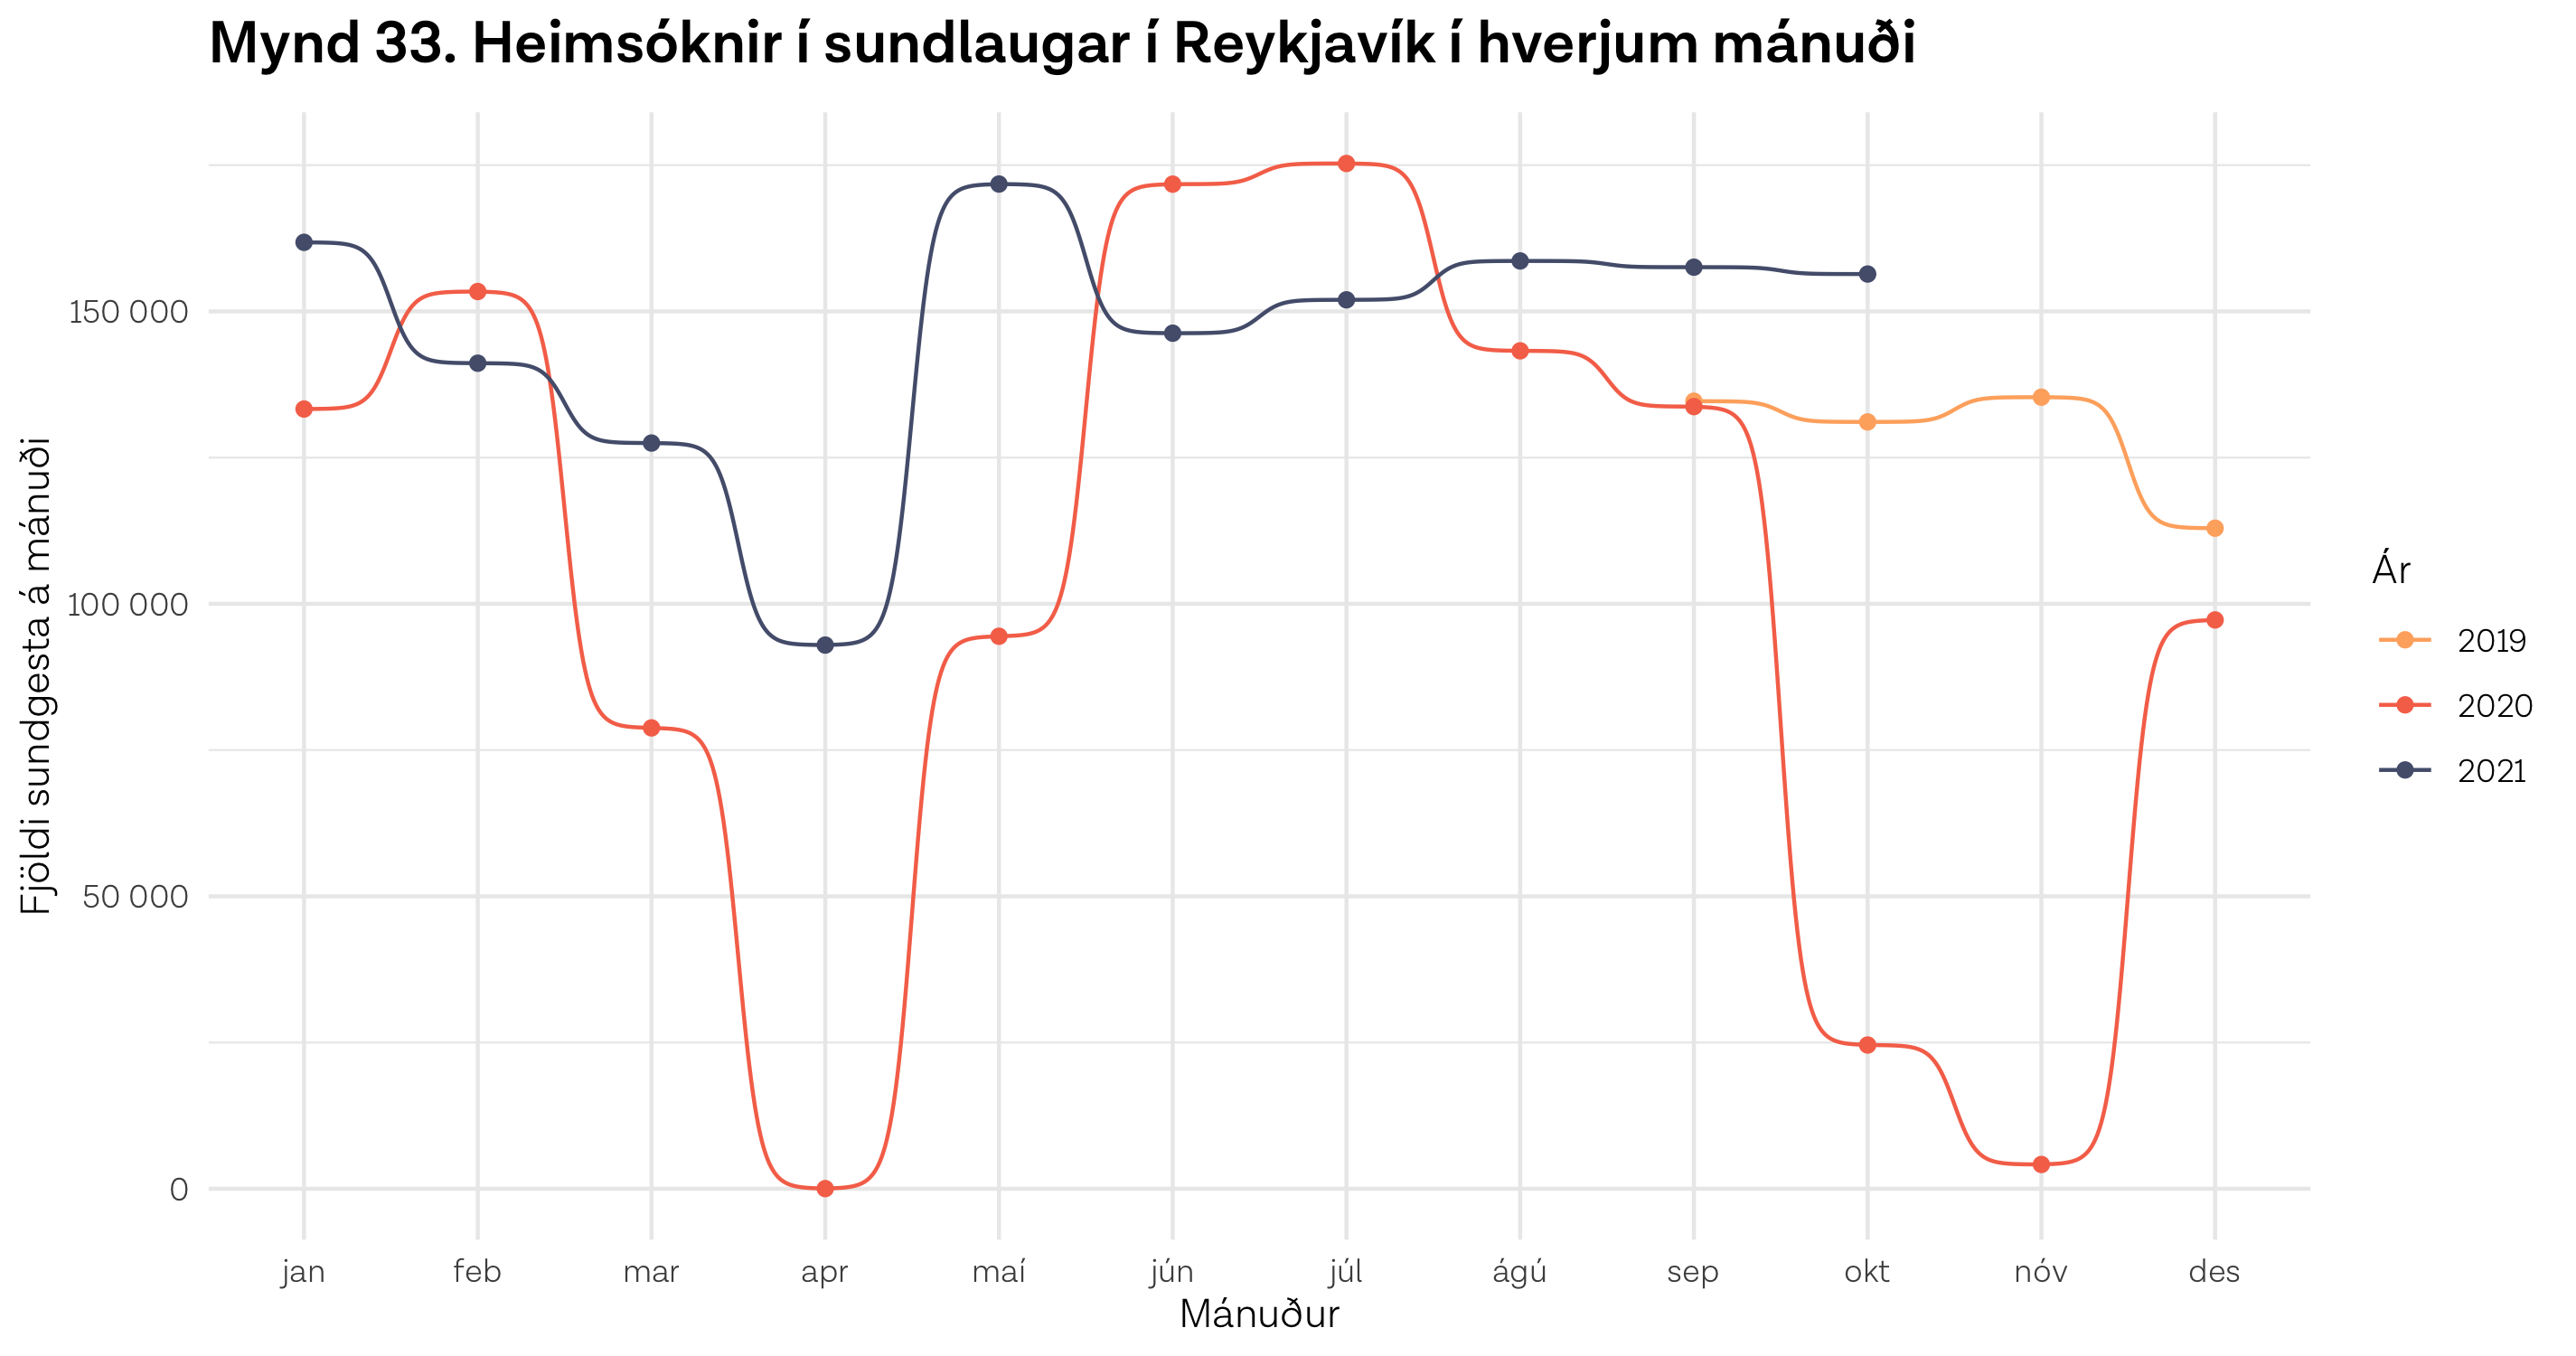 Mynd 33. Heimsóknir í sundlaugar í Reykjavík í hverjum mánuði
Fjöldi sundgesta á mánuði
150 000
100 000
50 000
0
jan feb mar apr maí jún júl ágú sep okt nóv des
Mánuður
Ár
2019
2020
2021